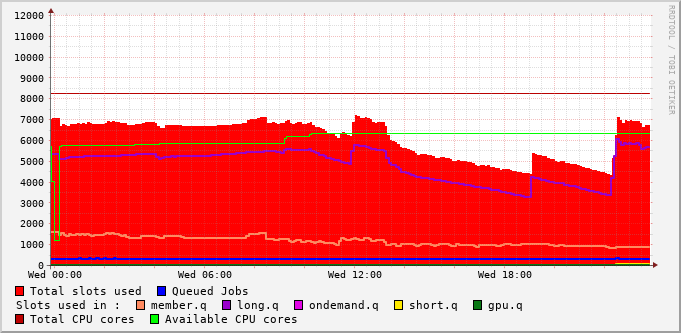 12000
11000
10000
9000
8000
7000
6000
5000
4000
3000
2000
1000
0
Wed 00:00 Wed 06:00 Wed 12:00 Wed 18:00
RRDTOOL / TOBI OETIKER
Total slots used Queued Jobs
Slots used in : member.q long.q ondemand.q short.q gpu.q
Total CPU cores Available CPU cores